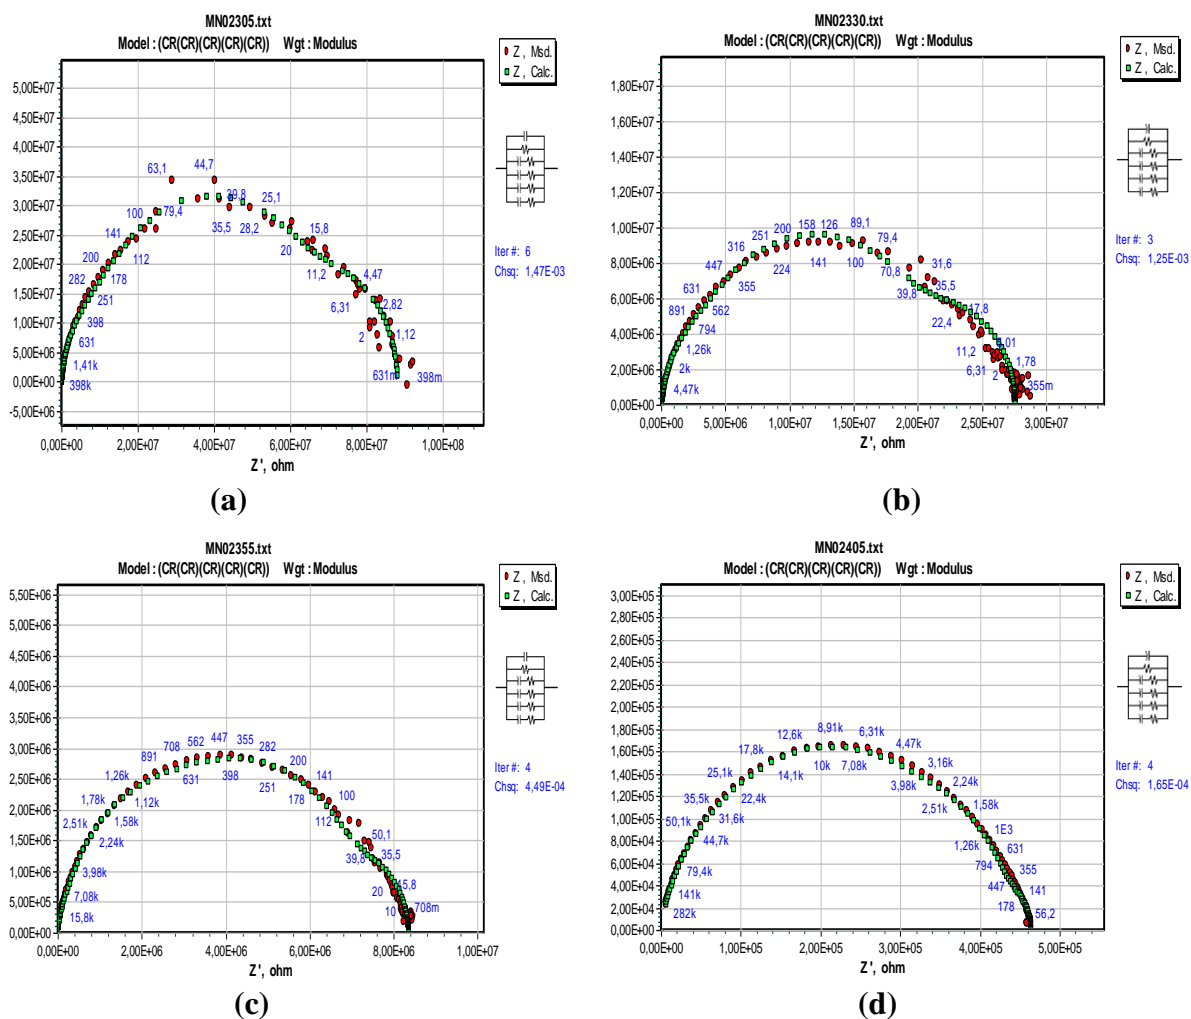 MN02305.txt
Model : (CR(CR)(CR)(CR)(CR)) Wgt : Modulus
Z , Msd.
Z , Calc.
5,00E+07
4,50E+07
4,00E+07
3,50E+07
3,00E+07
2,50E+07
2,00E+07
1,50E+07
1,00E+07
5,00E+06
0,00E+00
-5,00E+06
63,1
44,7
39,8
25,1
79,4
100
35,5
28,2
15,8
141
112
20
200
178
11,2
4,47
282
251
6,31
2,82
398
2
1,12
631
1,41k
398k
631m
398m
0,00E+00
2,00E+07
4,00E+07
6,00E+07
8,00E+07
1,00E+08
Z ', ohm
Iter #: 6
Chsq: 1,47E-03
(a)
MN02330.txt
Model : (CR(CR)(CR)(CR)(CR)) Wgt : Modulus
Z , Msd.
Z , Calc.
1,80E+07
1,60E+07
1,40E+07
1,20E+07
1,00E+07
8,00E+06
6,00E+06
4,00E+06
2,00E+06
0,00E+00
158
126
89,1
200
251
79,4
316
224
141
100
31,6
447
355
70,8
35,5
631
39,8
891
562
17,8
794
22,4
1,26k
11,2
2k
6,31
2
1,78
4,47k
355m
0,00E+00
5,00E+06
1,00E+07
1,50E+07
2,00E+07
2,50E+07
3,00E+07
Z ', ohm
Iter #: 3
Chsq: 1,25E-03
(b)
MN02355.txt
Model : (CR(CR)(CR)(CR)(CR)) Wgt : Modulus
Z , Msd.
Z , Calc.
5,50E+06
5,00E+06
4,50E+06
4,00E+06
3,50E+06
3,00E+06
2,50E+06
2,00E+06
1,50E+06
1,00E+06
5,00E+05
0,00E+00
447
355
562
282
708
891
200
631
398
251
1,26k
141
1,12k
178
1,78k
100
1,58k
112
2,51k
2,24k
50,1
39,8
35,5
3,98k
15,8
7,08k
20
15,8k
10
708m
0,00E+00
2,00E+06
4,00E+06
6,00E+06
8,00E+06
1,00E+07
Z ', ohm
Iter #: 4
Chsq: 4,49E-04
(c)
MN02405.txt
Model : (CR(CR)(CR)(CR)(CR)) Wgt : Modulus
Z , Msd.
Z , Calc.
3,00E+05
2,80E+05
2,60E+05
2,40E+05
2,20E+05
2,00E+05
1,80E+05
1,60E+05
1,40E+05
1,20E+05
1,00E+05
8,00E+04
6,00E+04
4,00E+04
2,00E+04
0,00E+00
8,91k
6,31k
12,6k
4,47k
17,8k
3,16k
25,1k
14,1k
10k
7,08k
3,98k
2,24k
35,5k
22,4k
2,51k
1,58k
50,1k
31,6k
1E3
44,7k
1,26k
631
79,4k
794
355
141k
447
141
282k
178
56,2
0,00E+00
1,00E+05
2,00E+05
3,00E+05
4,00E+05
5,00E+05
Z ', ohm
Iter #: 4
Chsq: 1,65E-04
(d)